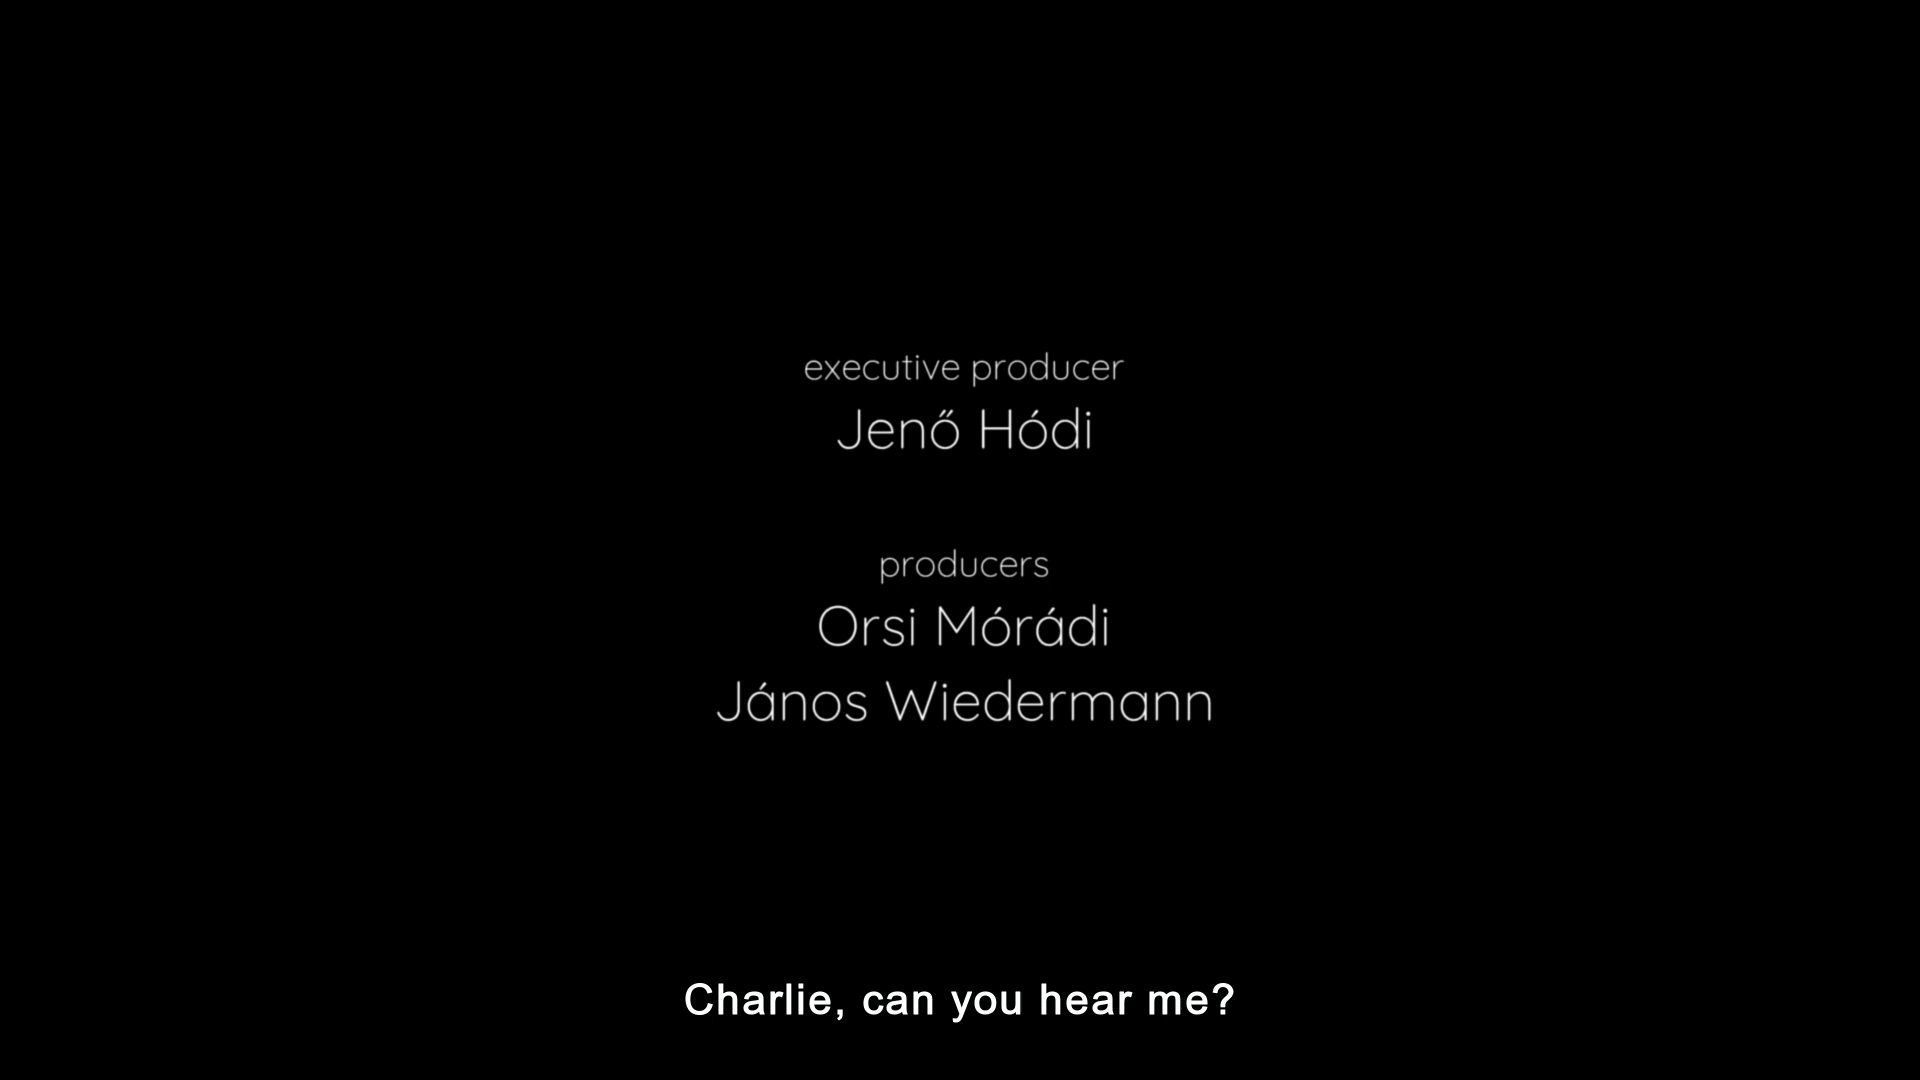 executive producer
Jenő Hódi
producers
Orsi Mórádi
János Wiedermann
Charlie, can you hear me?